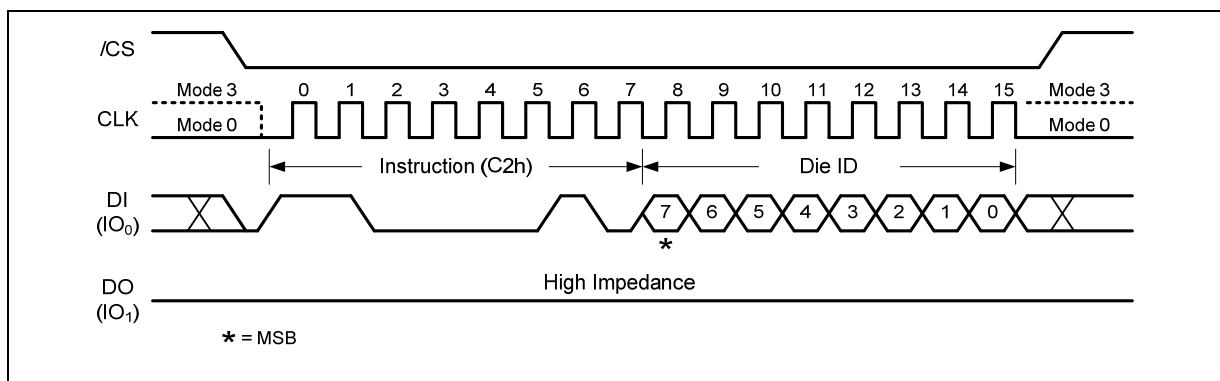 /CS
Mode 3 0 1 2 3 4 5 6 7 8 9 10 11 12 13 14 15 Mode 3
CLK
Mode 0 Mode 0
Instruction (C2h) Die ID
DI
(IO₀)
7 6 5 4 3 2 1 0
*
High Impedance
DO
(IO₁)
* = MSB